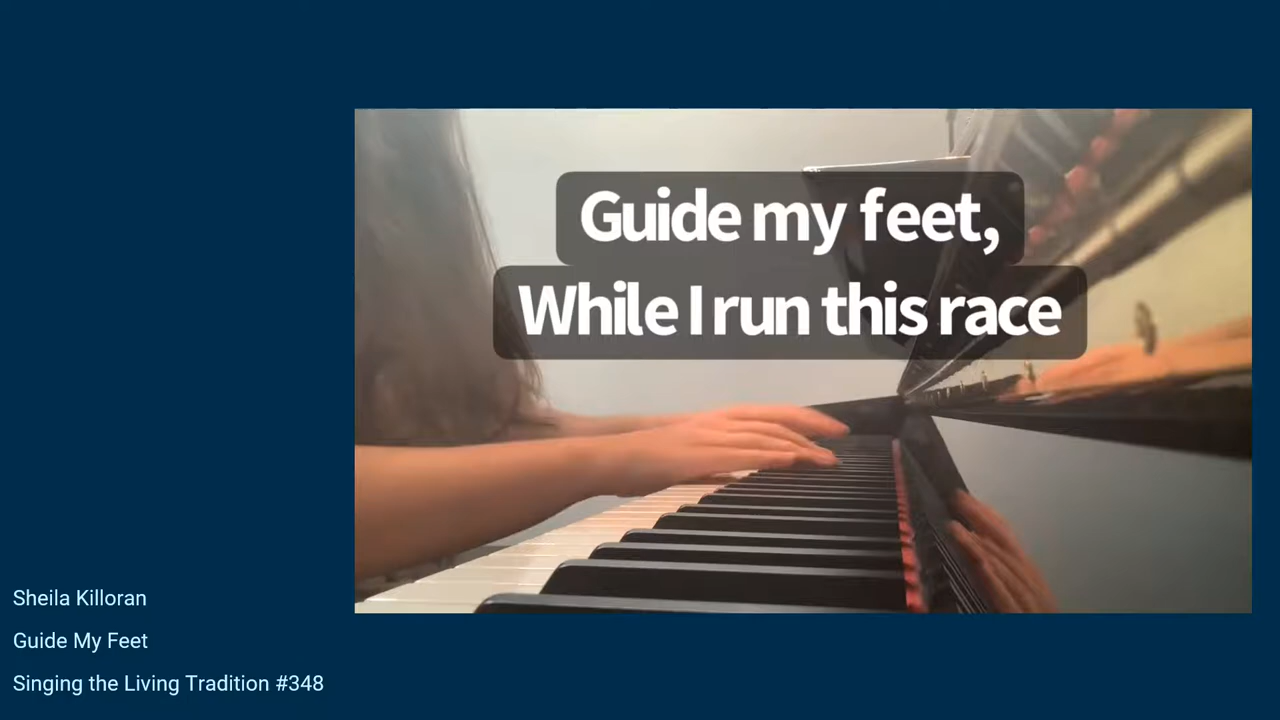 Guide my feet,
While I run this race
Sheila Killoran
Guide My Feet
Singing the Living Tradition #348